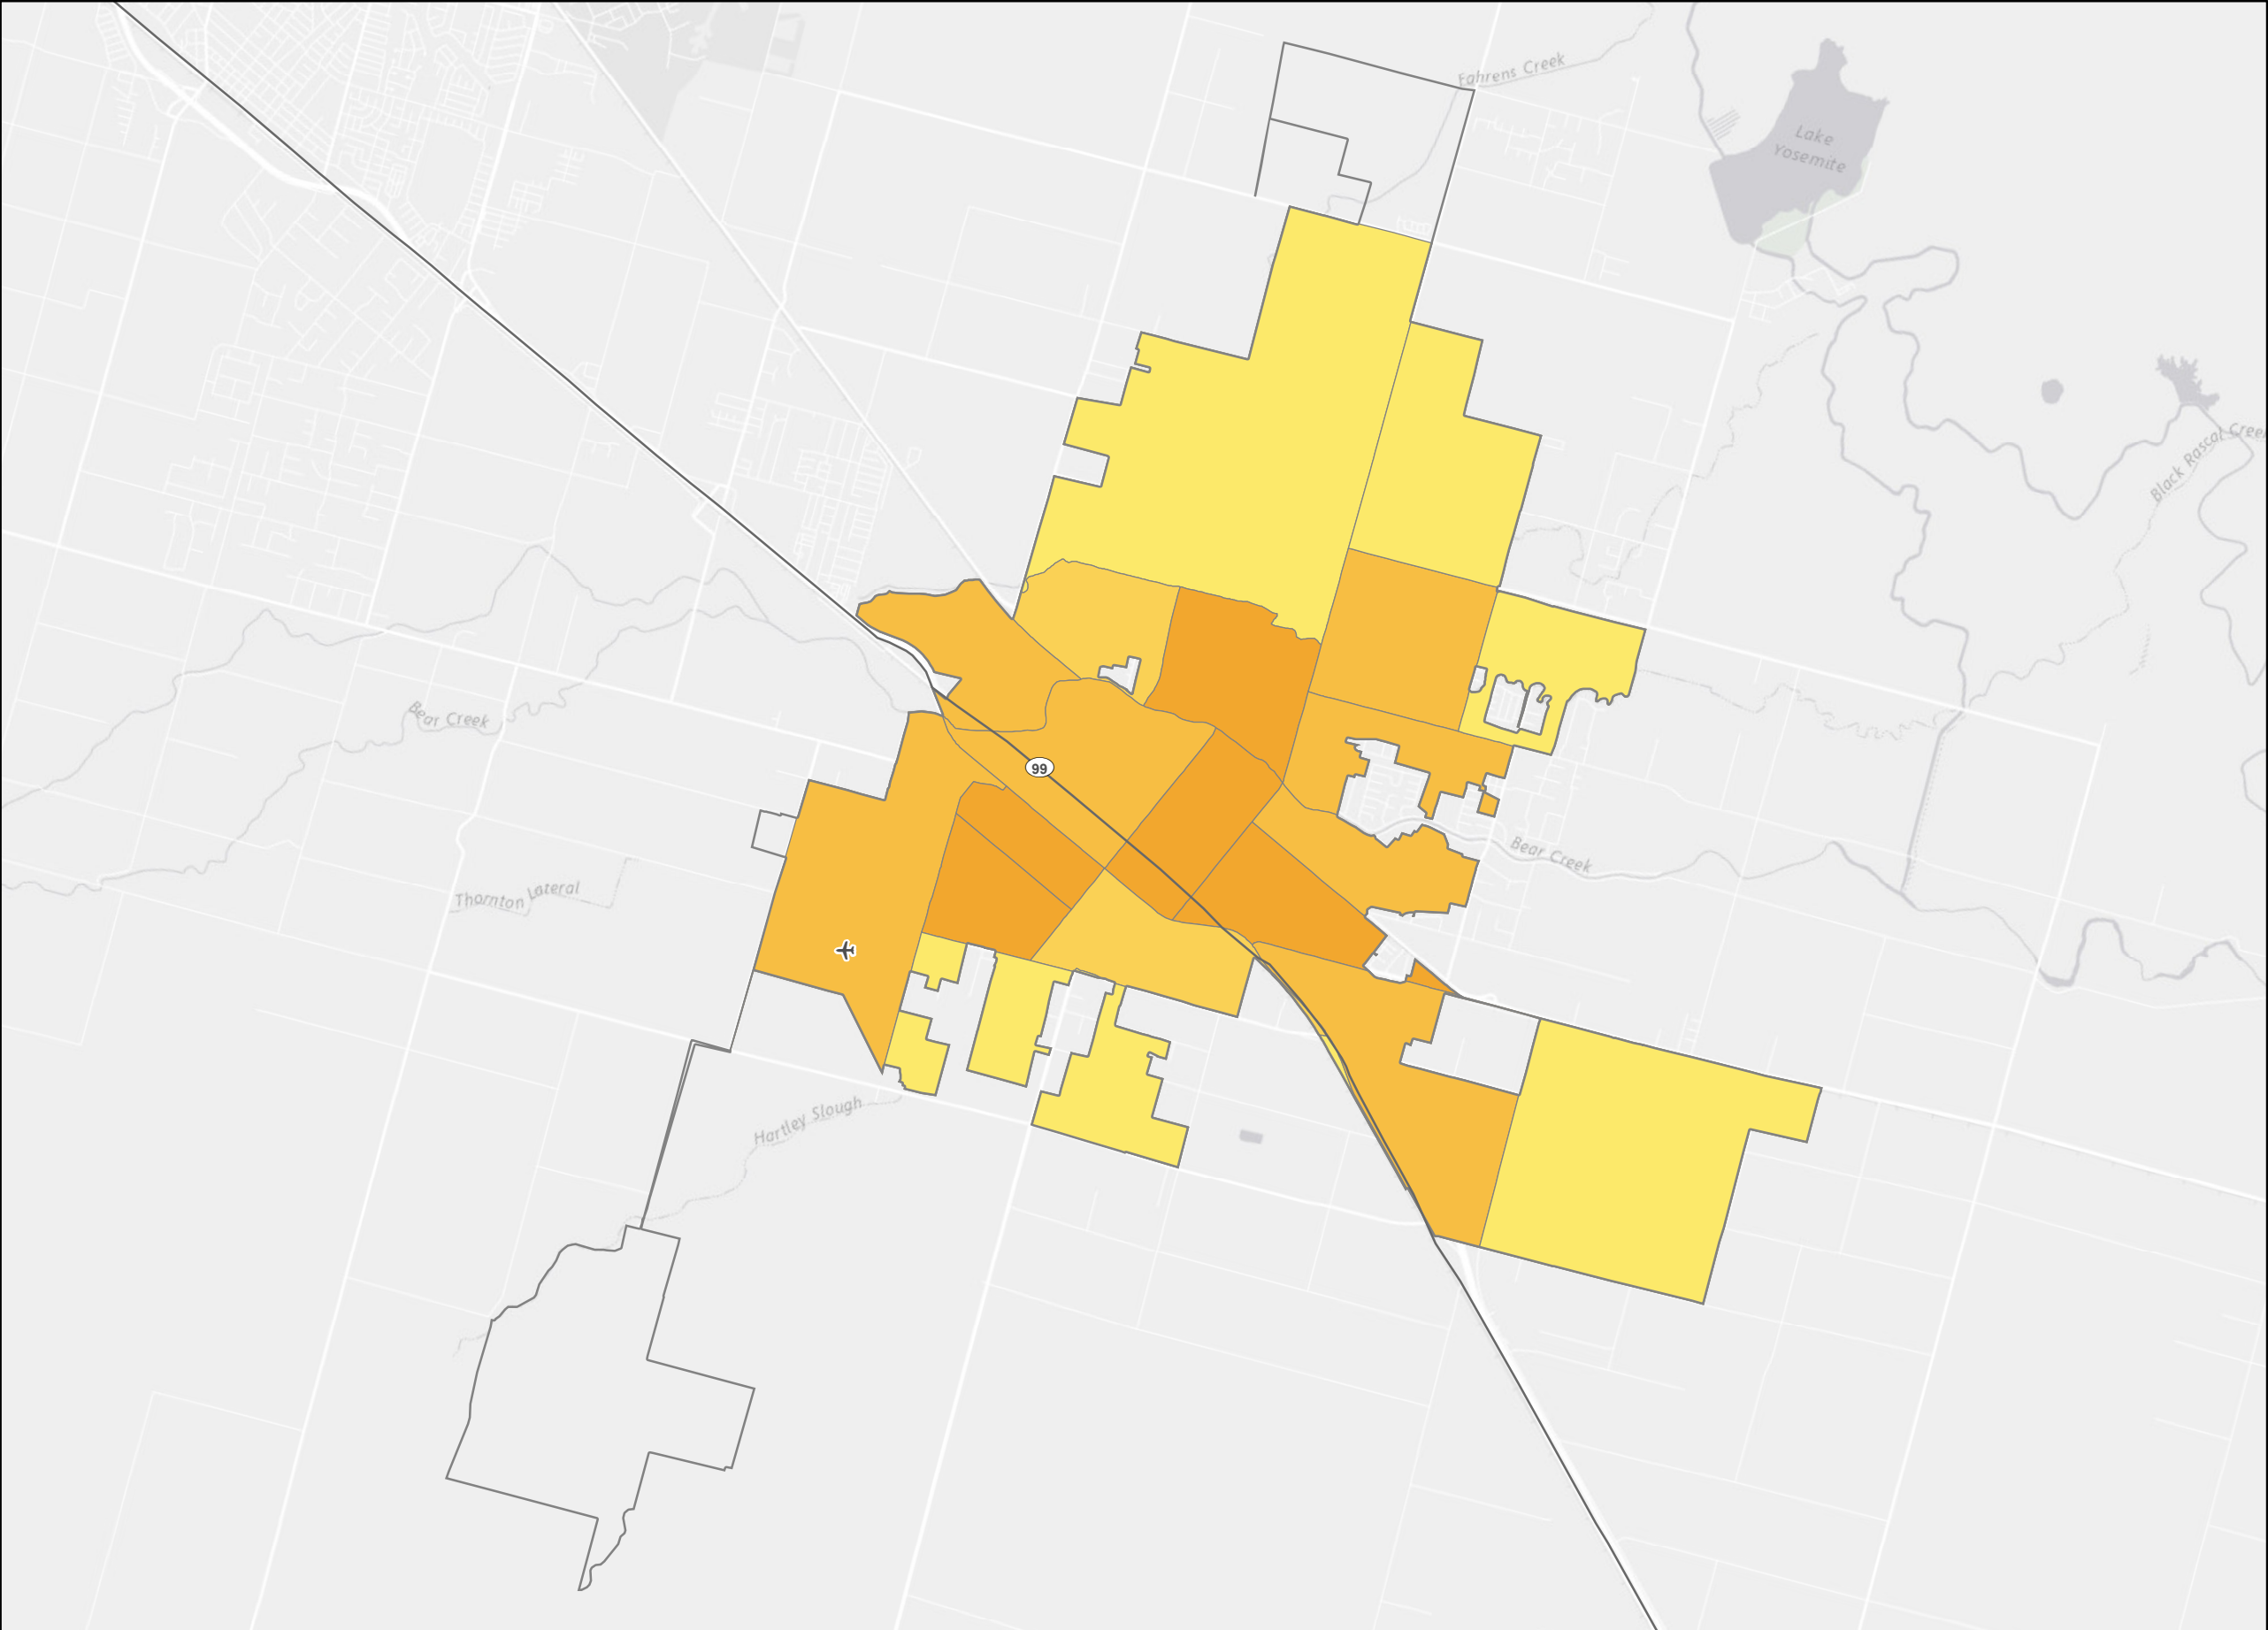 Fahrens Creek
Lake
Yosemite
Black Rascal Creek
Bear Creek
99
Bear Creek
Thornton Lateral
Hartley Slough